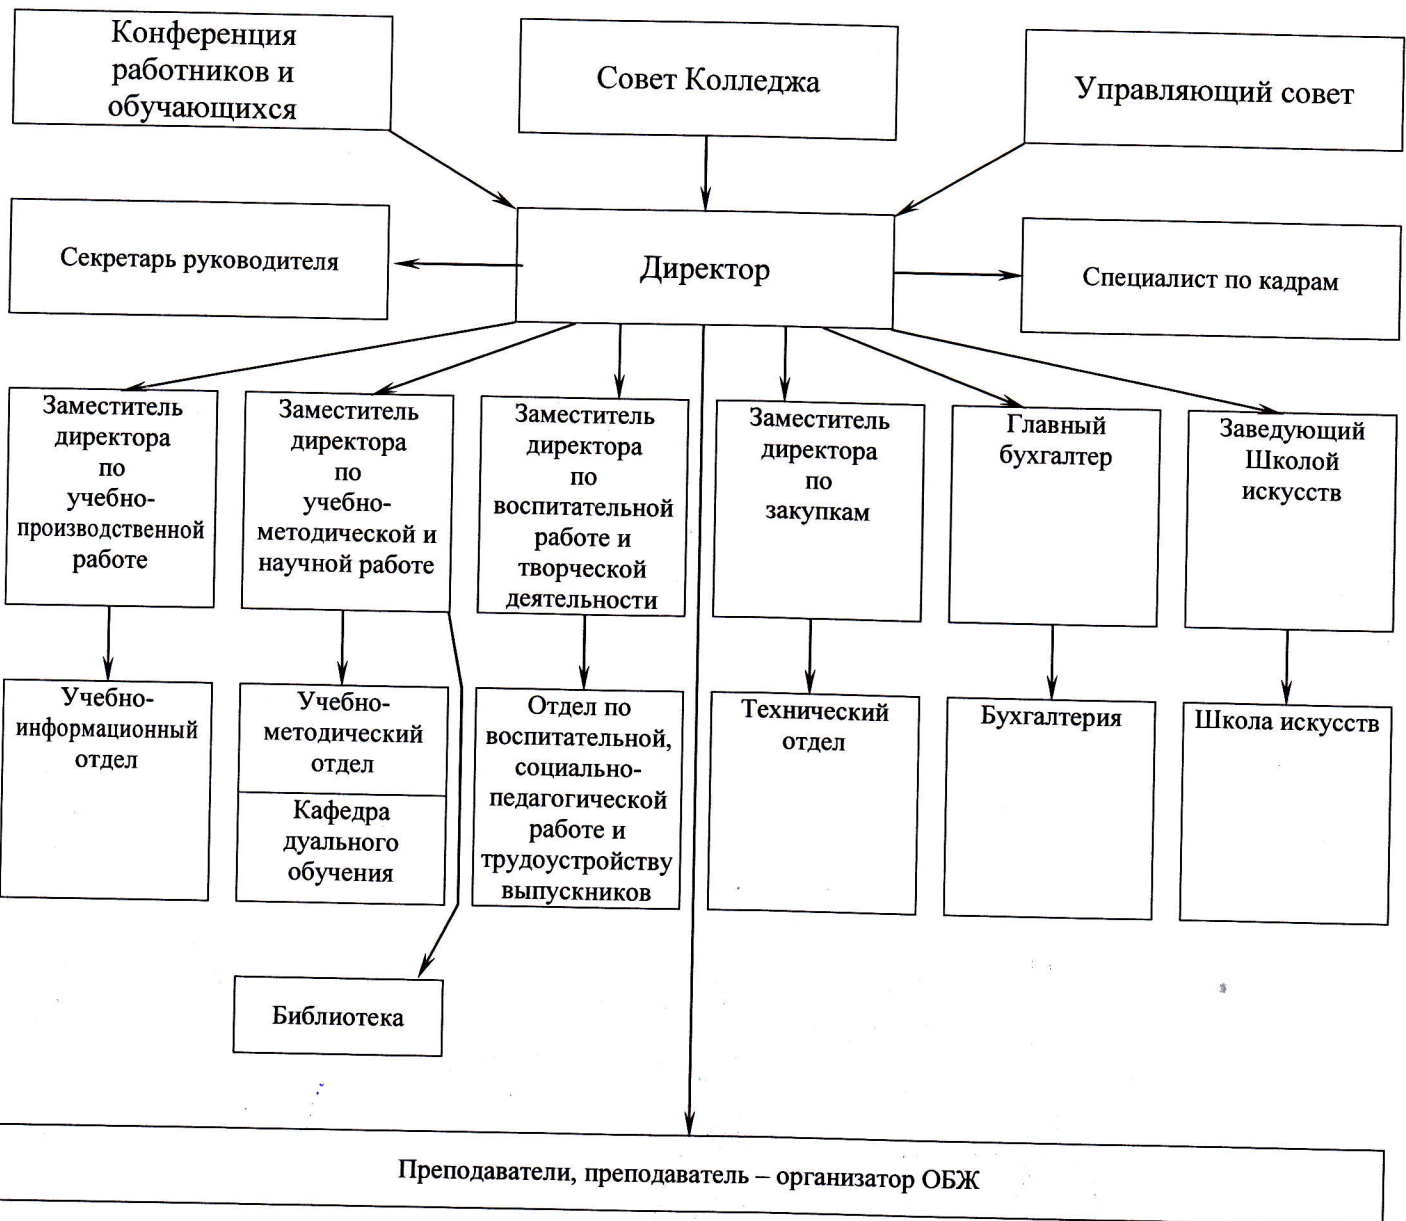 Конференция
работников и
обучающихся
Совет Колледжа
Управляющий совет
Секретарь руководителя
Директор
Специалист по кадрам
Заместитель
директора
по
учебно-
производственной
работе
Заместитель
директора
по
учебно-
методической и
научной работе
Заместитель
директора
по
воспитательной
работе и
творческой
деятельности
Заместитель
директора
по
закупкам
Главный
бухгалтер
Заведующий
Школой
искусств
Учебно-
информационный
отдел
Учебно-
методический
отдел
Кафедра
дуального
обучения
Отдел по
воспитательной,
социально-
педагогической
работе и
трудоустройству
выпускников
Технический
отдел
Бухгалтерия
Школа искусств
Библиотека
Преподаватели, преподаватель – организатор ОБЖ